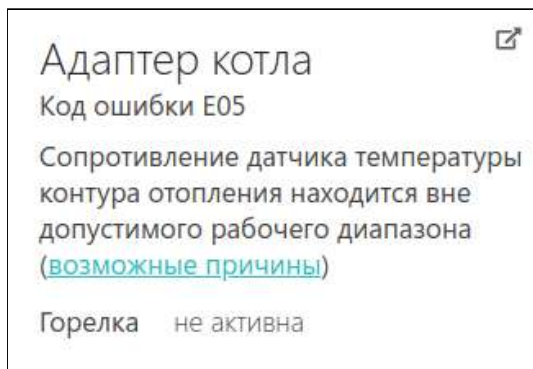 Адаптер котла
Код ошибки E05
Сопротивление датчика температуры
контура отопления находится вне
допустимого рабочего диапазона
(возможные причины)
Горелка не активна